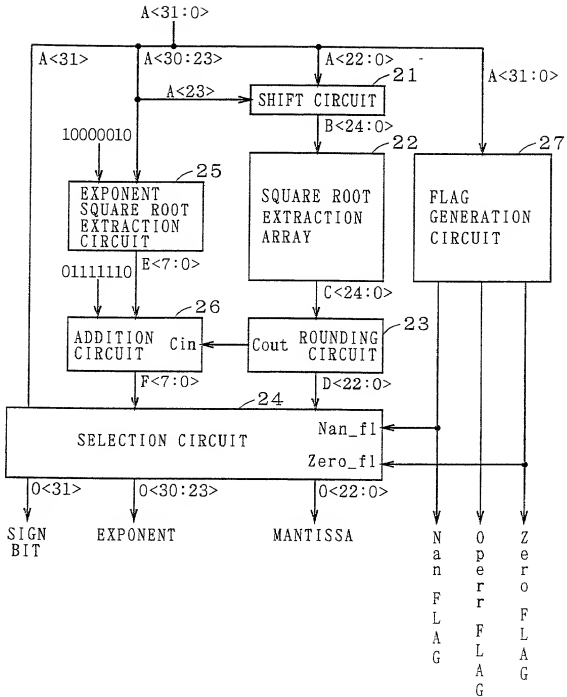 A<31:0>
A<31>
A<30:23>
A<22:0>
A<31:0>
A<23>
21
SHIFT CIRCUIT
B<24:0>
10000010
25
22
27
EXPONENT
SQUARE ROOT
EXTRACTION
CIRCUIT
SQUARE ROOT
EXTRACTION
ARRAY
FLAG
GENERATION
CIRCUIT
E<7:0>
01111110
C<24:0>
26
23
ADDITION
CIRCUIT
Cin
Cout
ROUNDING
CIRCUIT
F<7:0>
D<22:0>
24
SELECTION CIRCUIT
Nan_fl
Zero_fl
O<31>
O<30:23>
O<22:0>
SIGN
BIT
EXPONENT
MANTISSA
Nan FLAG
Operr FLAG
Zero FLAG